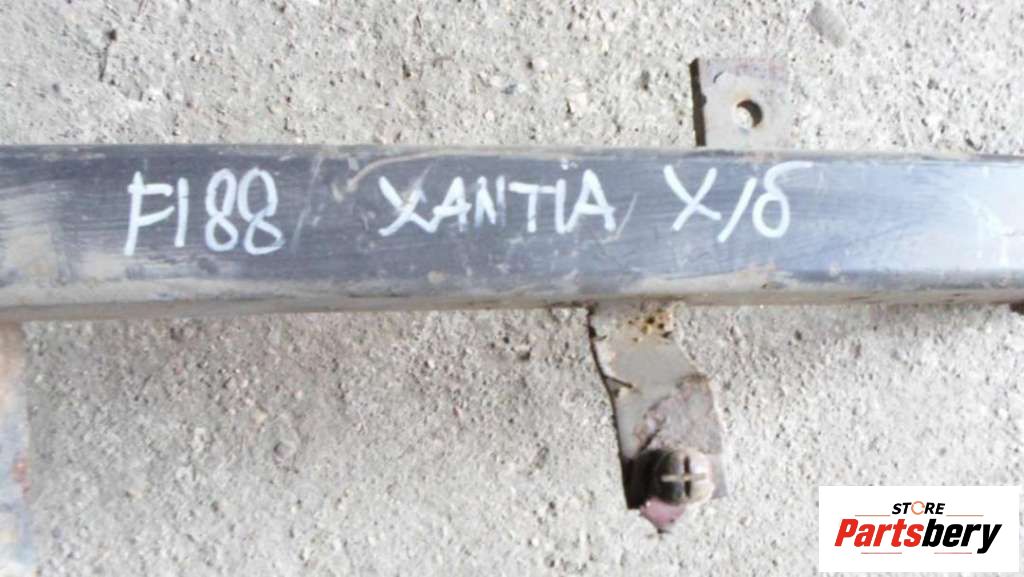 F188 XANTIA X/б
STORE
Partsbery